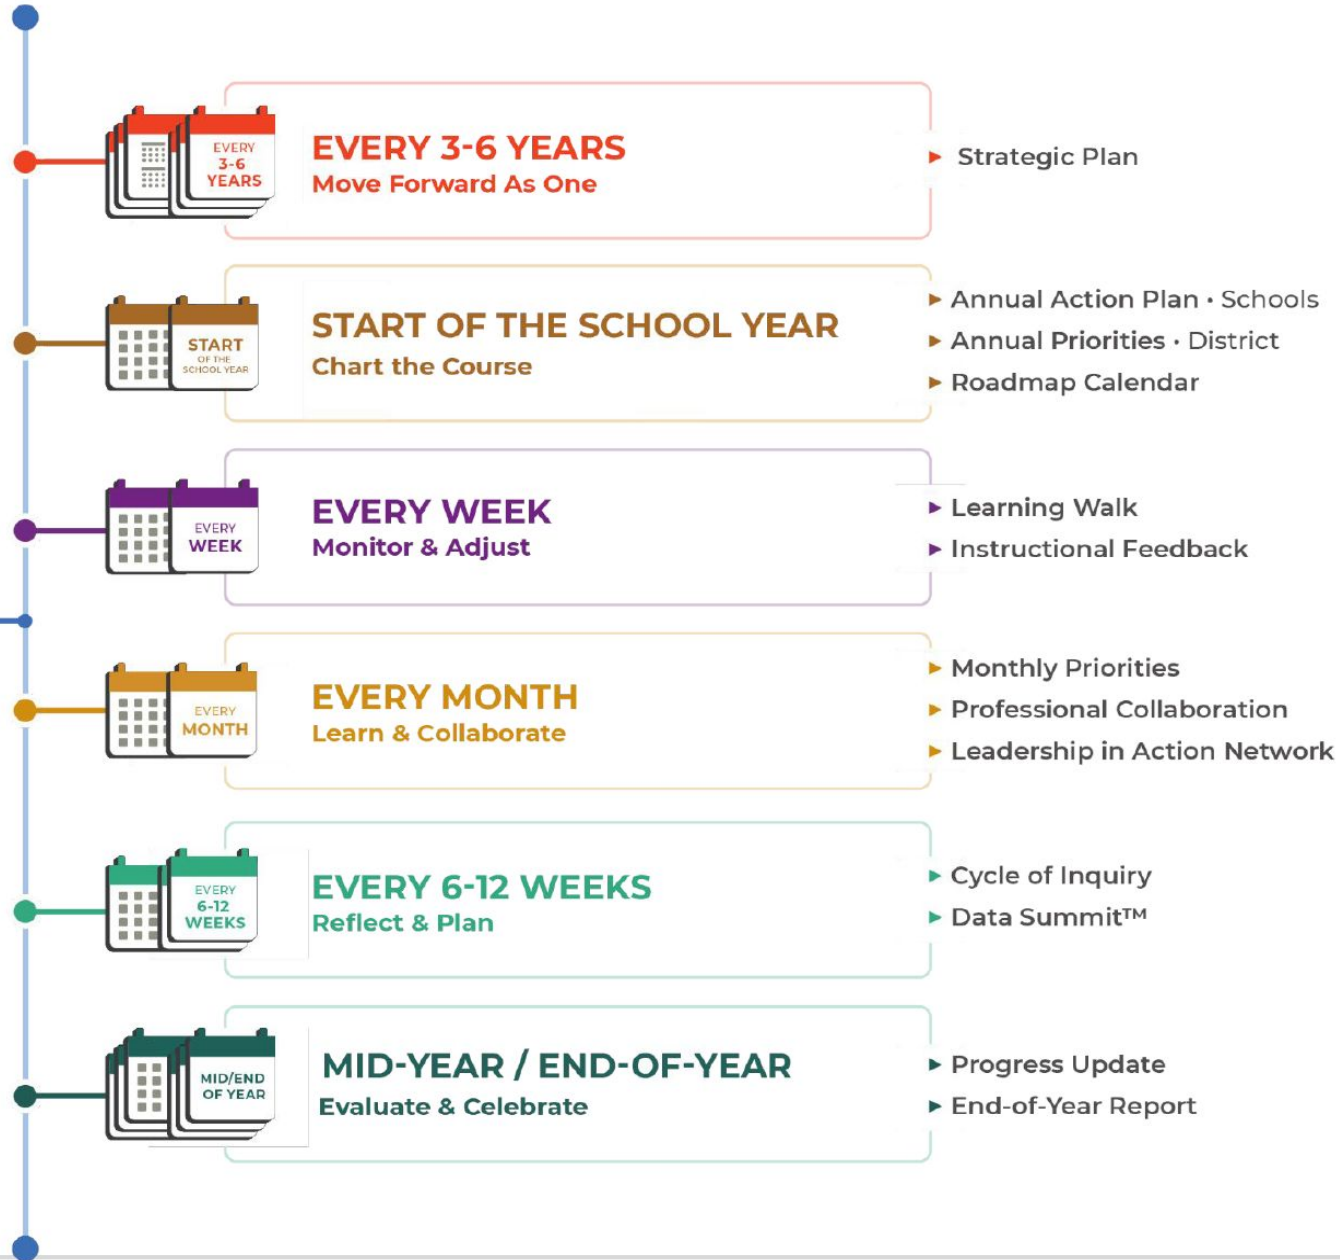 EVERY
3-6
YEARS
EVERY 3-6 YEARS
Move Forward As One
► Strategic Plan
START
OF THE
SCHOOL YEAR
START OF THE SCHOOL YEAR
Chart the Course
► Annual Action Plan • Schools
► Annual Priorities • District
► Roadmap Calendar
EVERY
WEEK
EVERY WEEK
Monitor & Adjust
► Learning Walk
► Instructional Feedback
EVERY
MONTH
EVERY MONTH
Learn & Collaborate
► Monthly Priorities
► Professional Collaboration
► Leadership in Action Network
EVERY
6-12
WEEKS
EVERY 6-12 WEEKS
Reflect & Plan
► Cycle of Inquiry
► Data Summit™
MID/END
OF YEAR
MID-YEAR / END-OF-YEAR
Evaluate & Celebrate
► Progress Update
► End-of-Year Report